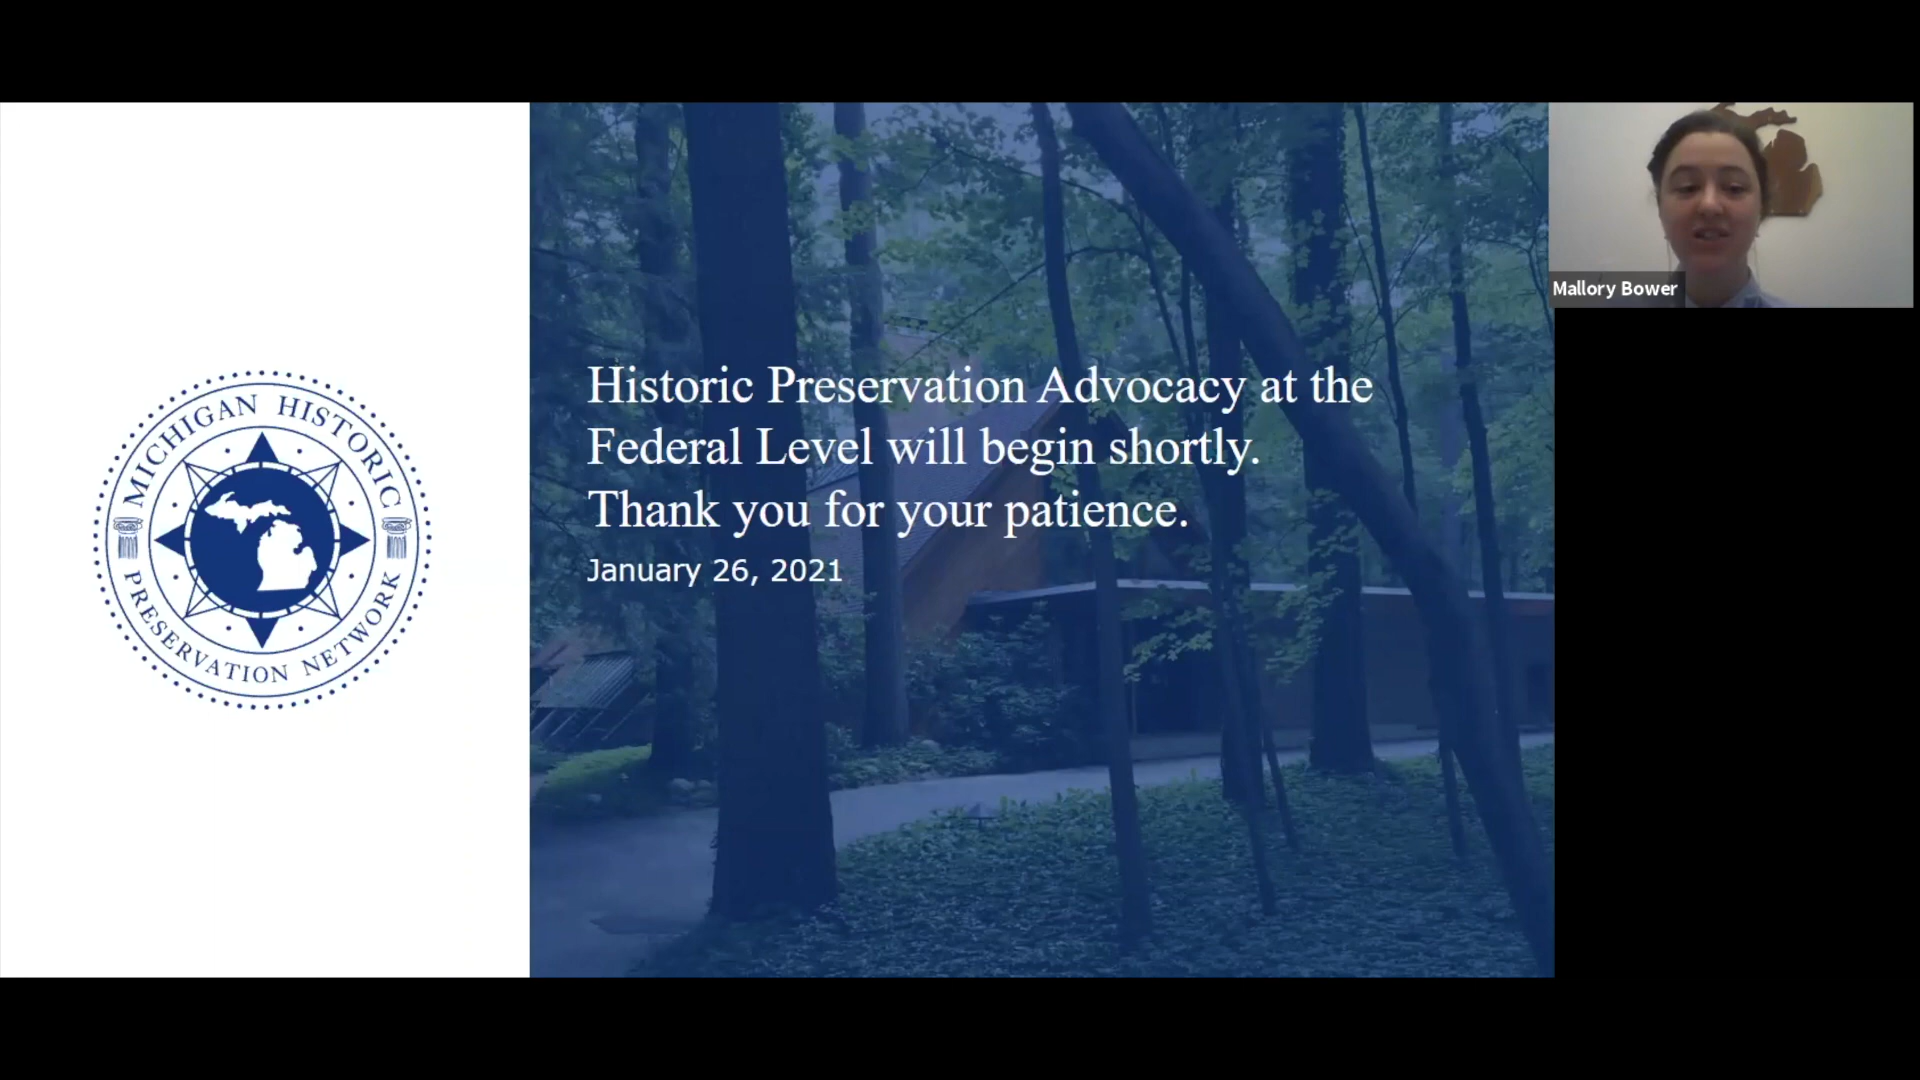 MICHIGAN HISTORIC
PRESERVATION NETWORK
Historic Preservation Advocacy at the
Federal Level will begin shortly.
Thank you for your patience.
January 26, 2021
Mallory Bower